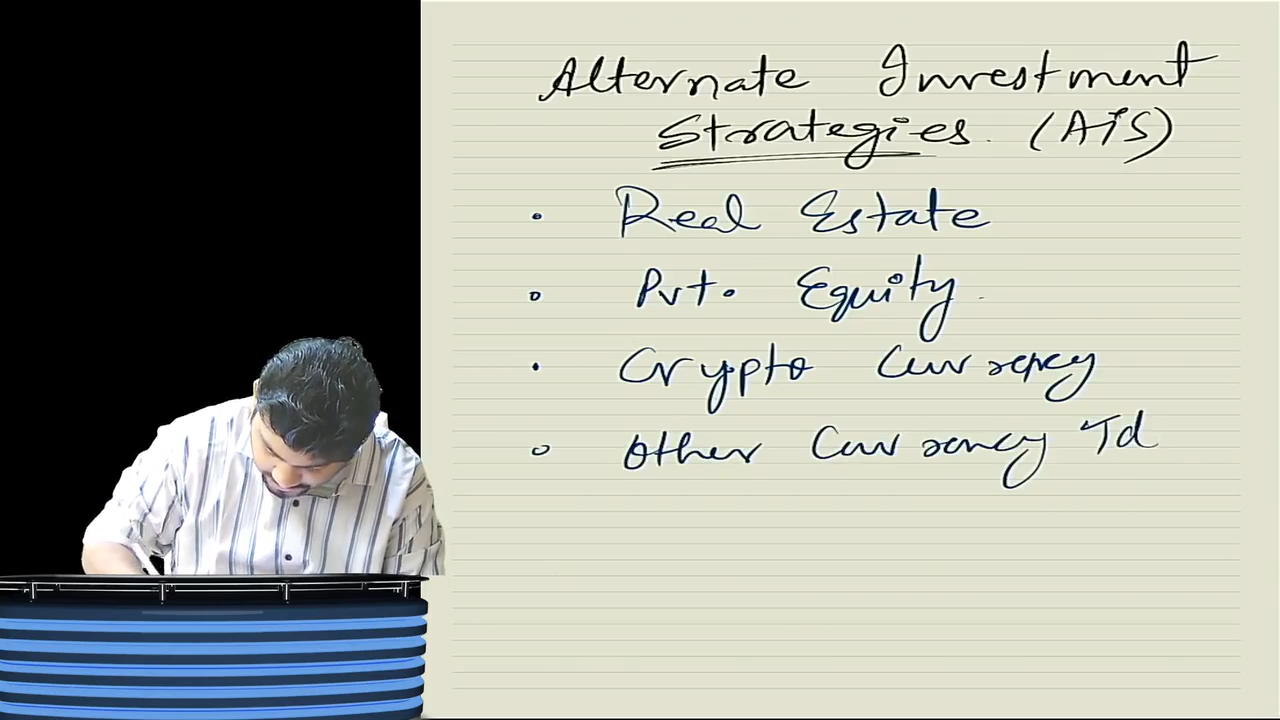 Alternate Investment
Strategies. (AiS)
• Real Estate
• Pvt. Equity
• Crypto Currency
• Other Currency Td